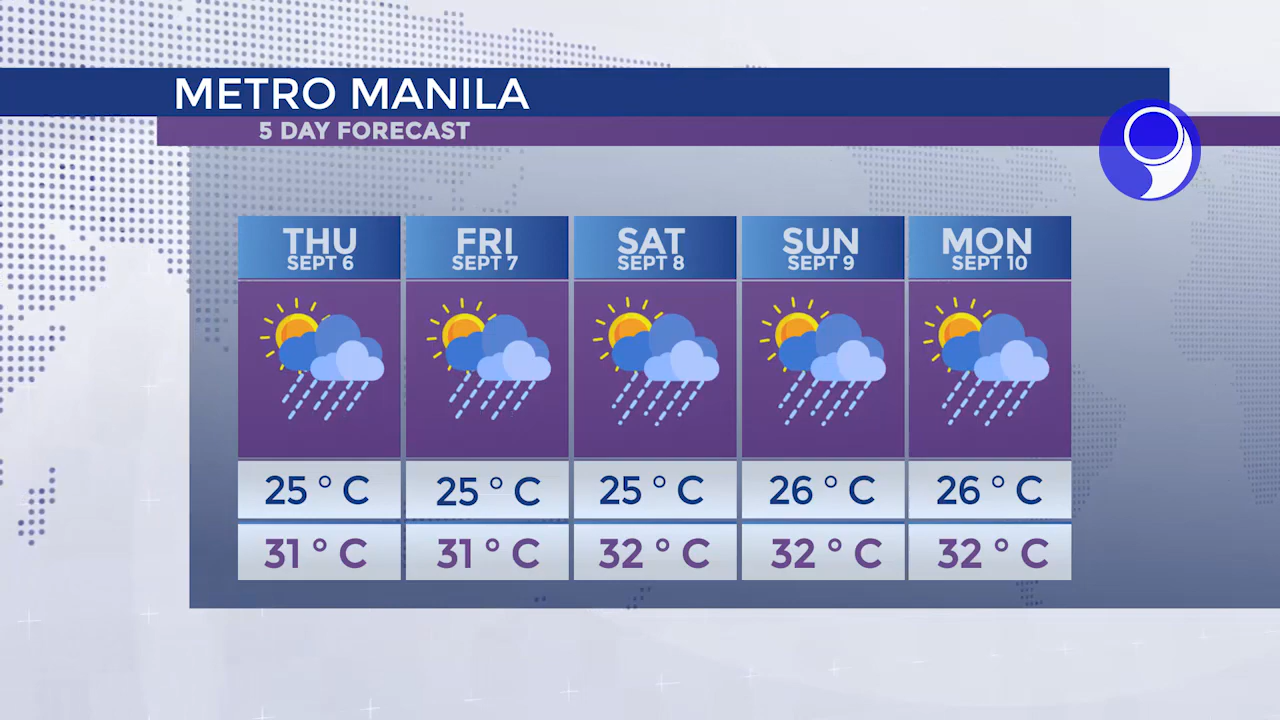 METRO MANILA
5 DAY FORECAST
THU FRI SAT SUN MON
SEPT 6 SEPT 7 SEPT 8 SEPT 9 SEPT 10
25 ° C 25 ° C 25 ° C 26 ° C 26 ° C
31 ° C 31 ° C 32 ° C 32 ° C 32 ° C